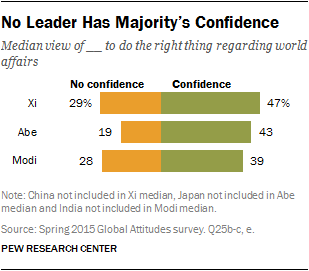 No Leader Has Majority's Confidence
Median view of __ to do the right thing regarding world
affairs
No confidence Confidence
Xi 29% 47%
Abe 19 43
Modi 28 39
Note: China not included in Xi median, Japan not included in Abe
median and India not included in Modi median.
Source: Spring 2015 Global Attitudes survey. Q25b-c, e.
PEW RESEARCH CENTER